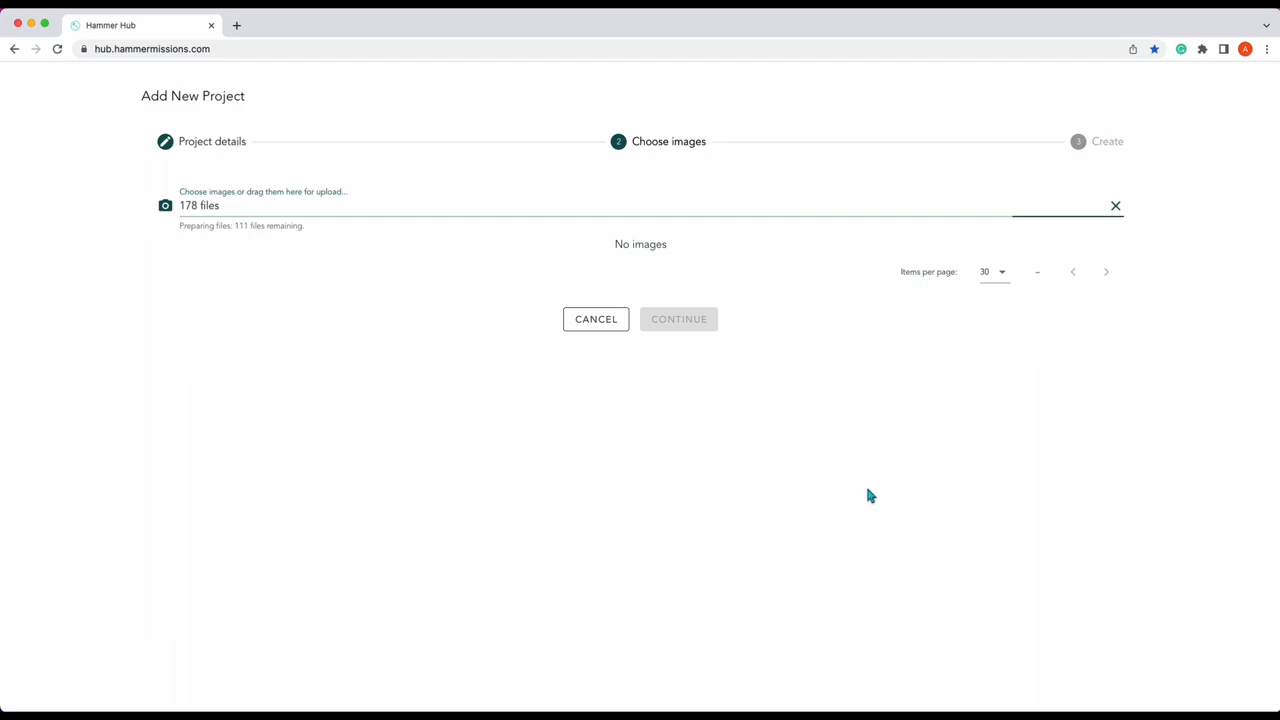 Hammer Hub
hub.hammermissions.com
A
Add New Project
Project details
2 Choose images
3 Create
Choose images or drag them here for upload...
178 files
Preparing files: 111 files remaining.
No images
Items per page: 30 –
CANCEL CONTINUE